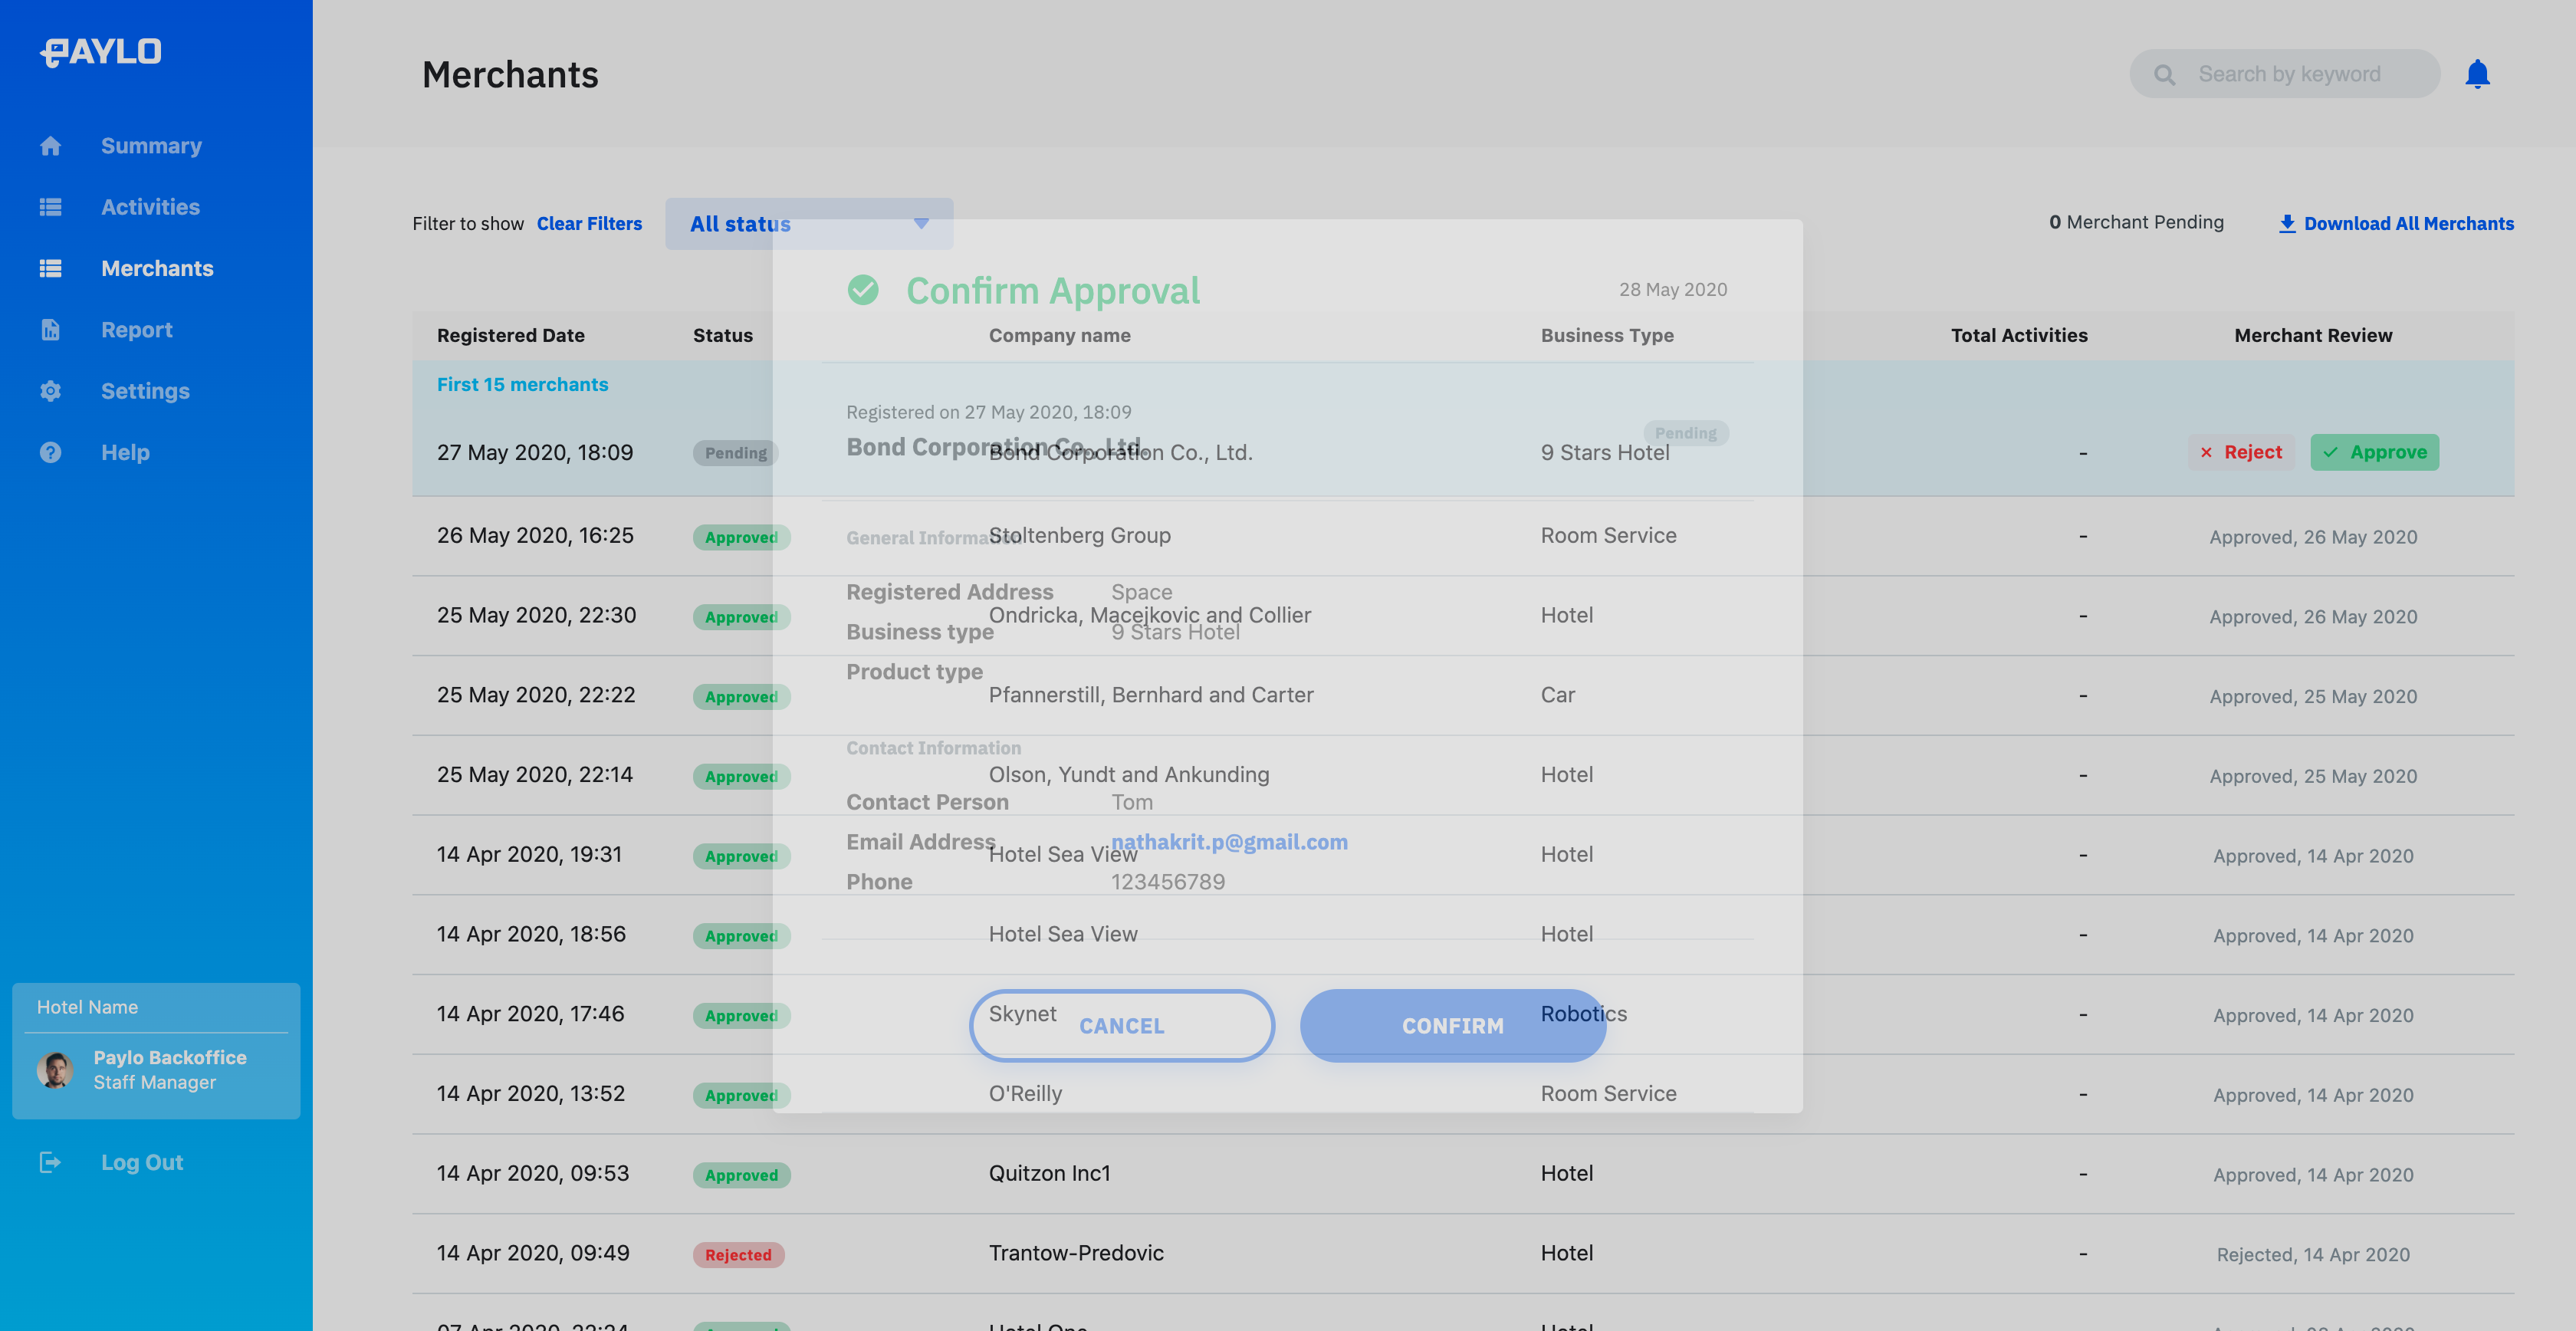 PAYLO
Summary
Activities
Merchants
Report
Settings
Help
Hotel Name
Paylo Backoffice
Staff Manager
Log Out
Merchants
Search by keyword
Filter to show Clear Filters All status 0 Merchant Pending Download All Merchants
Registered Date Status Company name Business Type Total Activities Merchant Review
First 15 merchants
27 May 2020, 18:09 Pending Bond Corporation Co., Ltd. 9 Stars Hotel - Reject Approve
26 May 2020, 16:25 Approved Stoltenberg Group Room Service - Approved, 26 May 2020
25 May 2020, 22:30 Approved Ondricka, Macejkovic and Collier Hotel - Approved, 26 May 2020
25 May 2020, 22:22 Approved Pfannerstill, Bernhard and Carter Car - Approved, 25 May 2020
25 May 2020, 22:14 Approved Olson, Yundt and Ankunding Hotel - Approved, 25 May 2020
14 Apr 2020, 19:31 Approved Hotel Sea View Hotel - Approved, 14 Apr 2020
14 Apr 2020, 18:56 Approved Hotel Sea View Hotel - Approved, 14 Apr 2020
14 Apr 2020, 17:46 Approved Skynet Robotics - Approved, 14 Apr 2020
14 Apr 2020, 13:52 Approved O'Reilly Room Service - Approved, 14 Apr 2020
14 Apr 2020, 09:53 Approved Quitzon Inc1 Hotel - Approved, 14 Apr 2020
14 Apr 2020, 09:49 Rejected Trantow-Predovic Hotel - Rejected, 14 Apr 2020
Confirm Approval 28 May 2020
Registered on 27 May 2020, 18:09
Bond Corporation Co., Ltd. Pending
General Information
Registered Address Space
Business type 9 Stars Hotel
Product type
Contact Information
Contact Person Tom
Email Address nathakrit.p@gmail.com
Phone 123456789
CANCEL CONFIRM